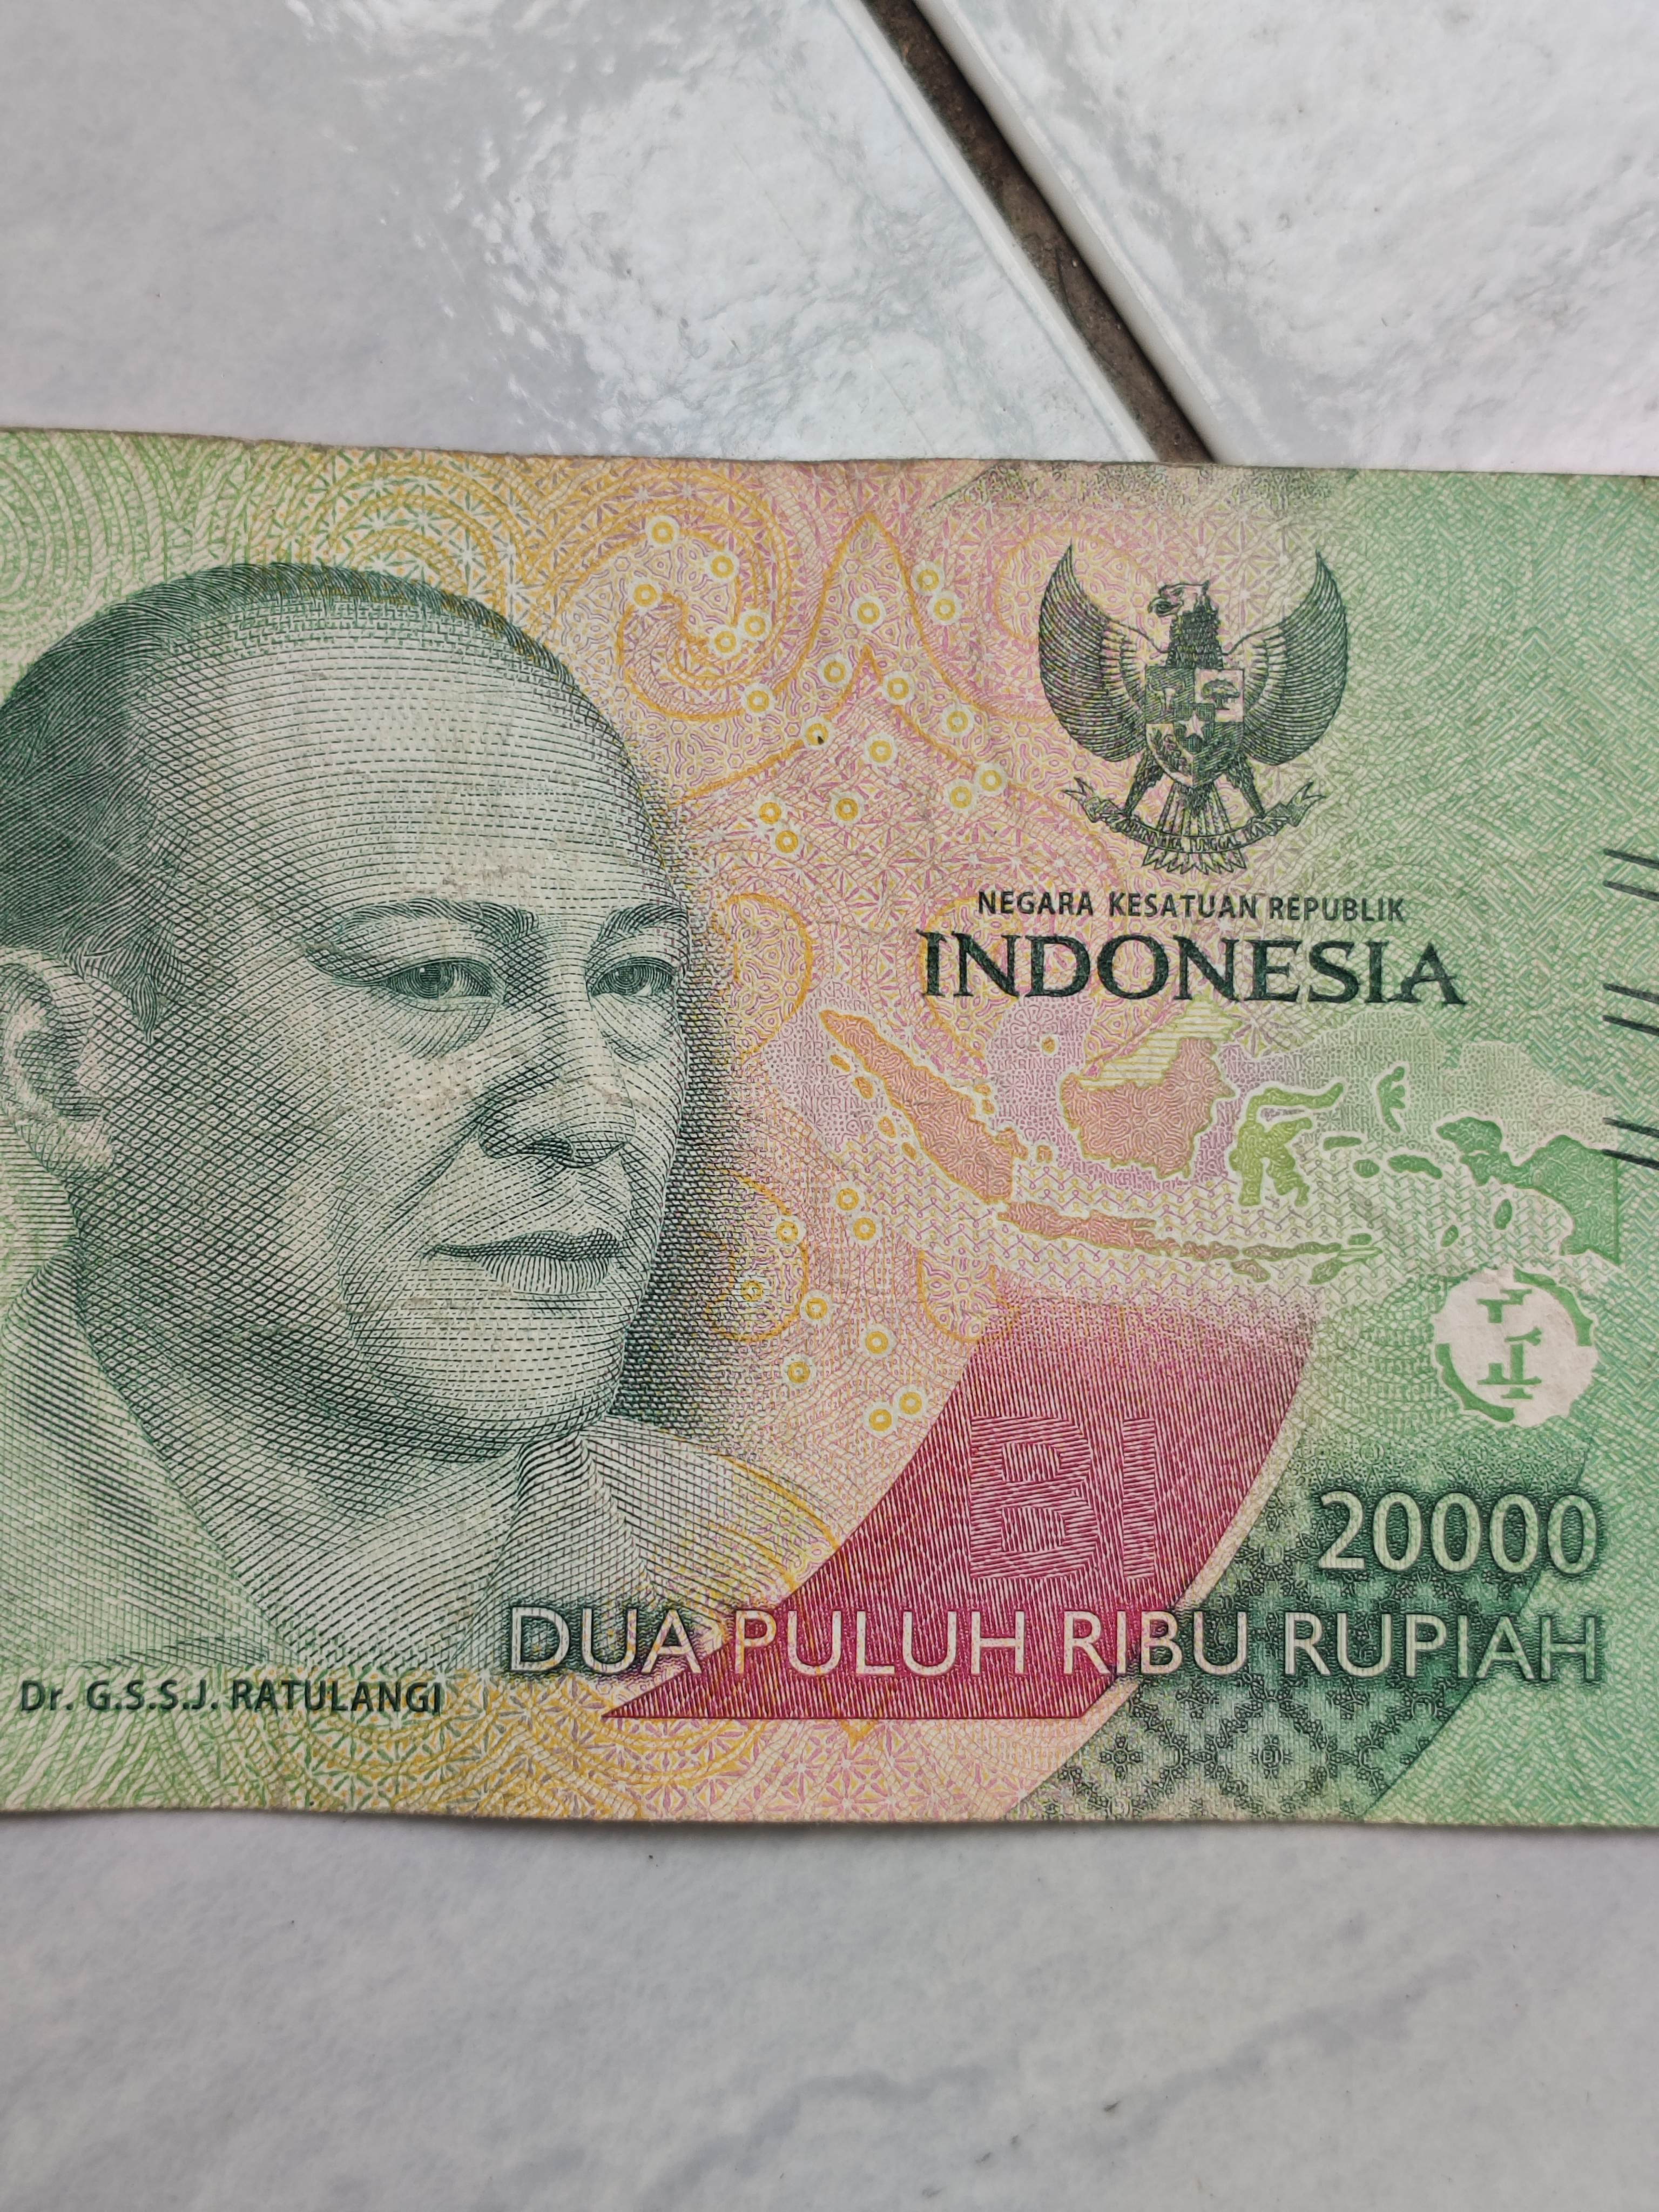 BHINNEKA TUNGGAL IKA
NEGARA KESATUAN REPUBLIK
INDONESIA
BI
20000
DUA PULUH RIBU RUPIAH
Dr. G.S.S.J. RATULANGI